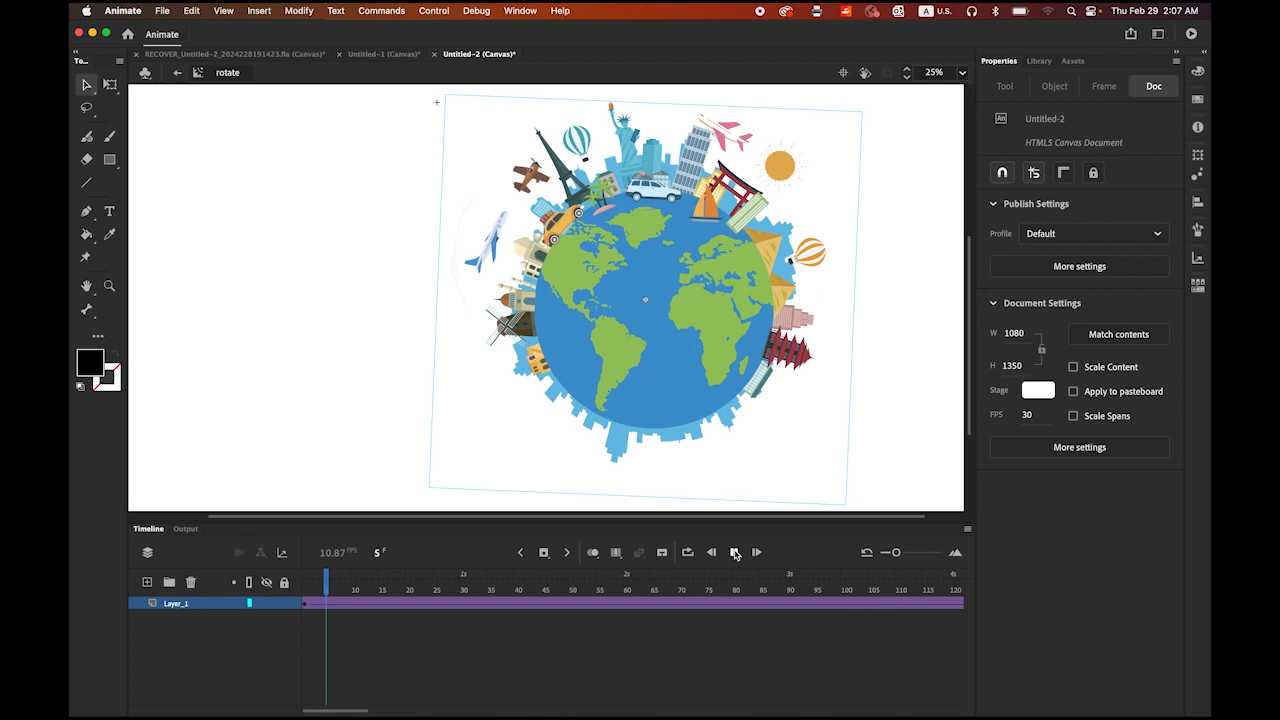 Animate File Edit View Insert Modify Text Commands Control Debug Window Help A U.S. Thu Feb 29 2:07 AM
Animate
To... × RECOVER_Untitled-2_2024228191423.fla (Canvas)* × Untitled-1 (Canvas)* × Untitled-2 (Canvas)* Properties Library Assets
rotate 25%
Tool Object Frame Doc
An Untitled-2
HTML5 Canvas Document
Publish Settings
Profile Default
More settings
Document Settings
W 1080 Match contents
H 1350 Scale Content
Stage Apply to pasteboard
FPS 30 Scale Spans
More settings
Timeline Output
10.87 FPS 5 F
1s 2s 3s 4s
10 15 20 25 30 35 40 45 50 55 60 65 70 75 80 85 90 95 100 105 110 115 120
Layer_1